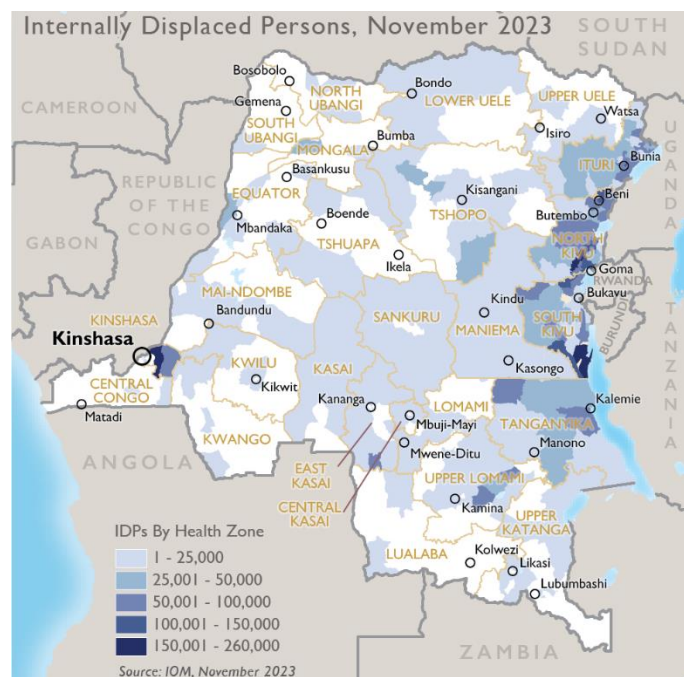 Internally Displaced Persons, November 2023
SOUTH
SUDAN
CAMEROON
Bosobolo
NORTH
UBANGI
Bondo
LOWER UELE
UPPER UELE
Gemena
SOUTH
UBANGI
Watsa
Isiro
Bumba
MONGALA
UGANDA
ITURI
Bunia
REPUBLIC
OF THE
CONGO
EQUATOR
Basankusu
Kisangani
TSHOPO
Beni
Butembo
Mbandaka
Boende
TSHUAPA
GABON
Ikela
NORTH
KIVU
Goma
RWANDA
Bukavu
MAI-NDOMBE
Bandundu
SANKURU
Kindu
MANIEMA
SOUTH
KIVU
BURUNDI
TANZANIA
KINSHASA
Kinshasa
KWILU
KASAI
Kikwit
Kasongo
CENTRAL
CONGO
Matadi
Kananga
LOMAMI
Kalemie
Mbuji-Mayi
TANGANYIKA
KWANGO
Mwene-Ditu
Manono
ANGOLA
EAST
KASAI
UPPER LOMAMI
CENTRAL
KASAI
Kamina
UPPER
KATANGA
LUALABA
Kolwezi
Likasi
Lubumbashi
ZAMBIA
IDPs By Health Zone
1 - 25,000
25,001 - 50,000
50,001 - 100,000
100,001 - 150,000
150,001 - 260,000
Source: IOM, November 2023